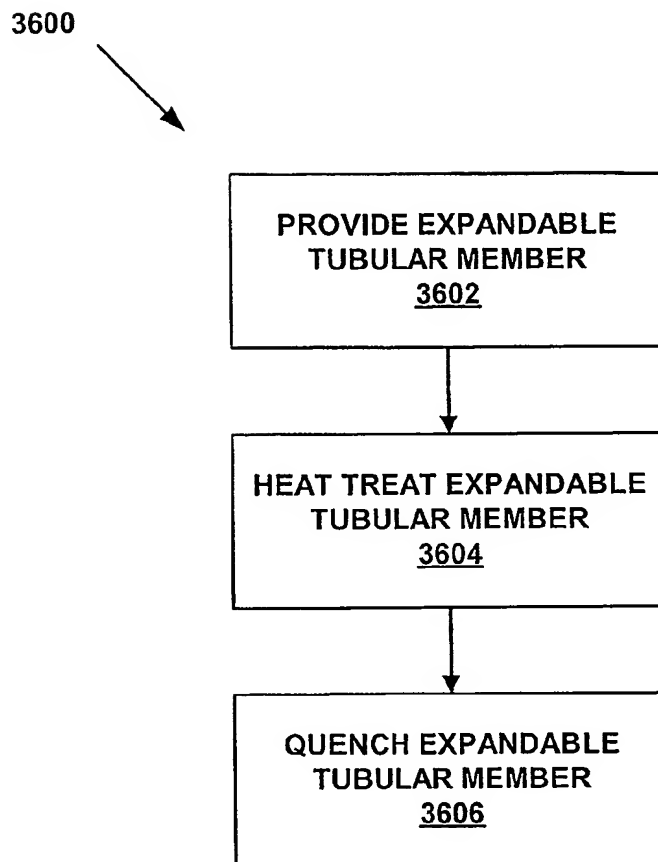 3600
PROVIDE EXPANDABLE
TUBULAR MEMBER
3602
HEAT TREAT EXPANDABLE
TUBULAR MEMBER
3604
QUENCH EXPANDABLE
TUBULAR MEMBER
3606